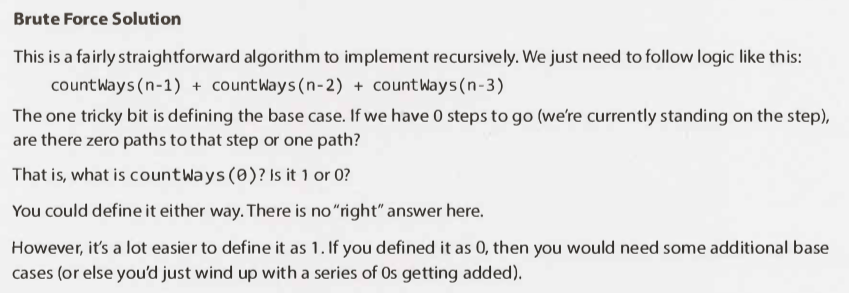 Brute Force Solution
This is a fairly straightforward algorithm to implement recursively. We just need to follow logic like this:
countWays(n-1) + countWays(n-2) + countWays(n-3)
The one tricky bit is defining the base case. If we have 0 steps to go (we're currently standing on the step),
are there zero paths to that step or one path?
That is, what is countWays(0)? Is it 1 or 0?
You could define it either way. There is no "right" answer here.
However, it's a lot easier to define it as 1. If you defined it as 0, then you would need some additional base
cases (or else you'd just wind up with a series of 0s getting added).